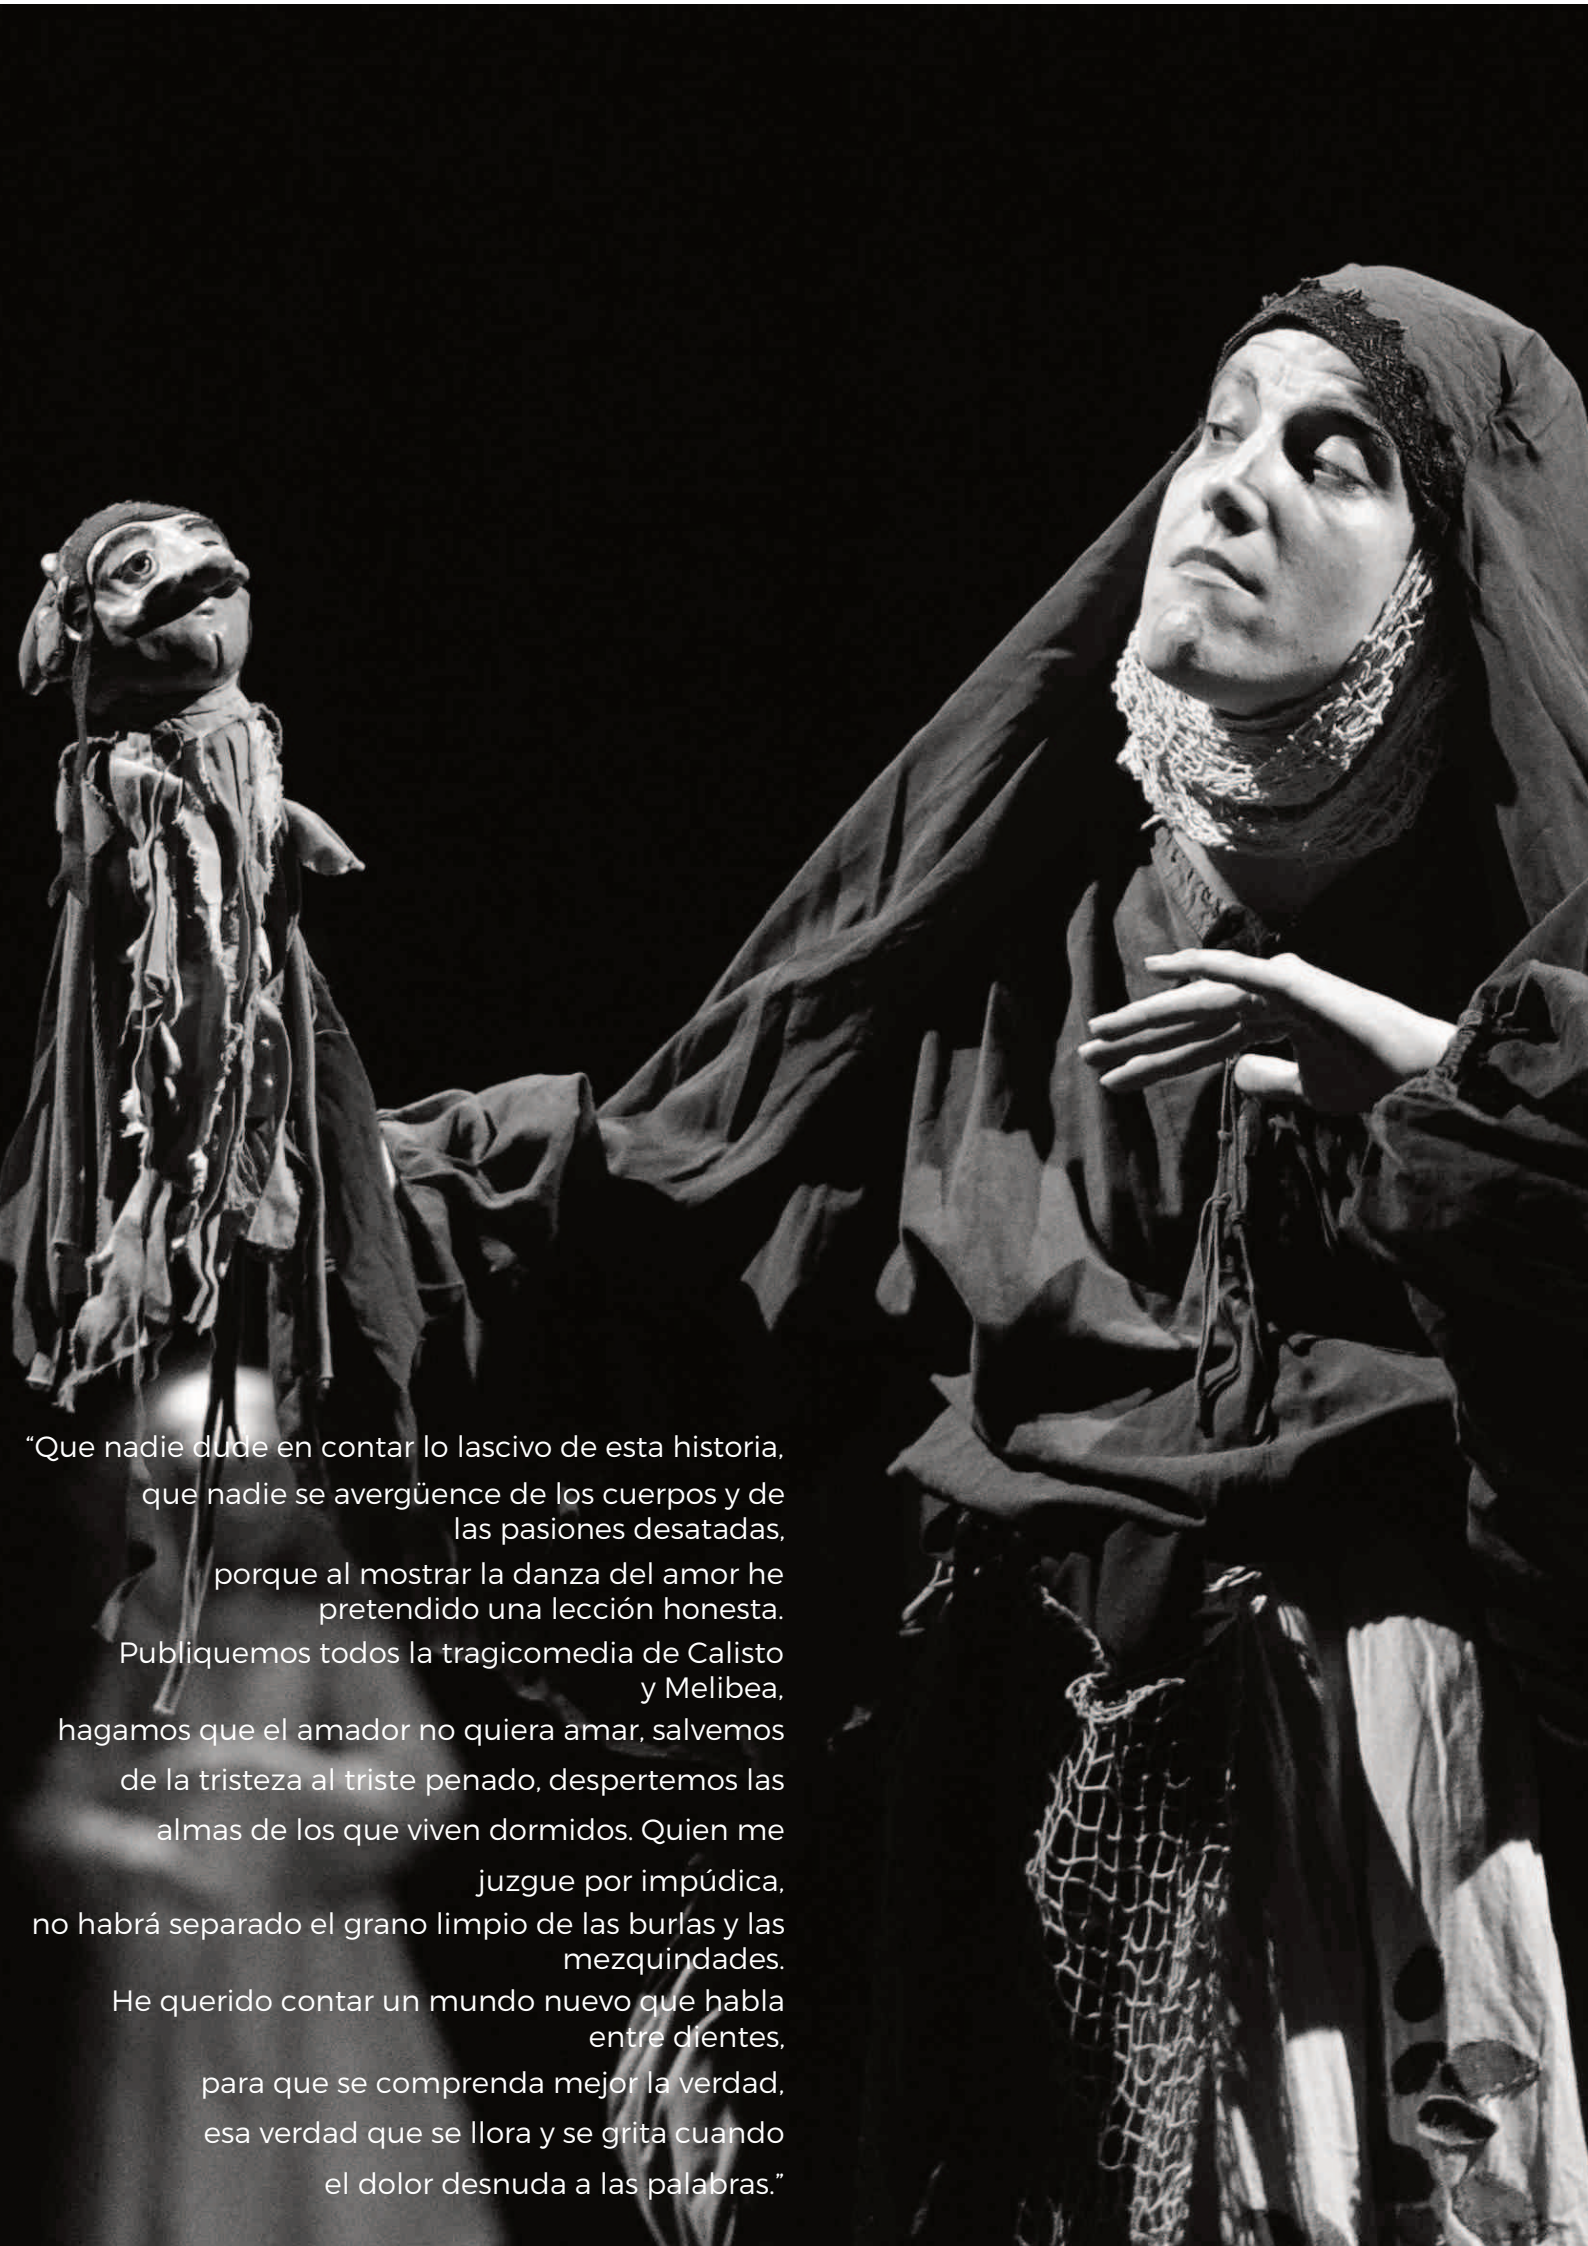 “Que nadie dude en contar lo lascivo de esta historia,
que nadie se avergüence de los cuerpos y de
las pasiones desatadas,
porque al mostrar la danza del amor he
pretendido una lección honesta.
Publiquemos todos la tragicomedia de Calisto
y Melibea,
hagamos que el amador no quiera amar, salvemos
de la tristeza al triste penado, despertemos las
almas de los que viven dormidos. Quien me
juzgue por impúdica,
no habrá separado el grano limpio de las burlas y las
mezquindades.
He querido contar un mundo nuevo que habla
entre dientes,
para que se comprenda mejor la verdad,
esa verdad que se llora y se grita cuando
el dolor desnuda a las palabras.”